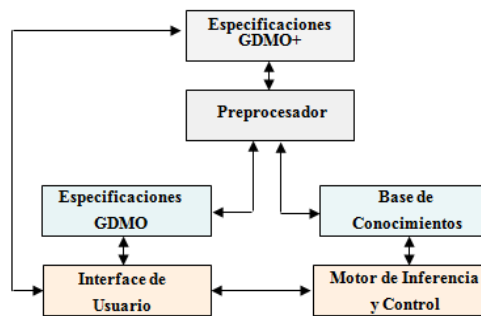 Especificaciones
GDMO+
Preprocesador
Especificaciones
GDMO
Base de
Conocimientos
Interface de
Usuario
Motor de Inferencia
y Control